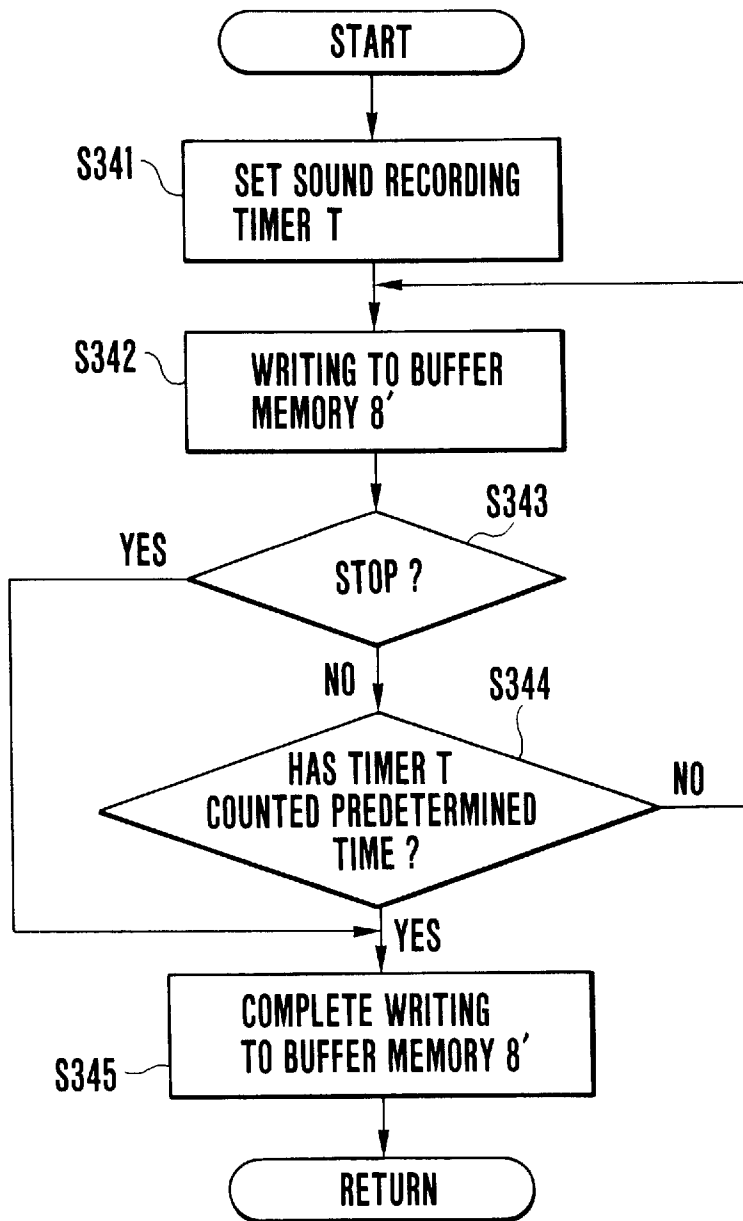 START
S341
SET SOUND RECORDING
TIMER T
S342
WRITING TO BUFFER
MEMORY 8′
S343
YES
STOP ?
NO
S344
HAS TIMER T
COUNTED PREDETERMINED
TIME ?
NO
YES
COMPLETE WRITING
TO BUFFER MEMORY 8′
S345
RETURN